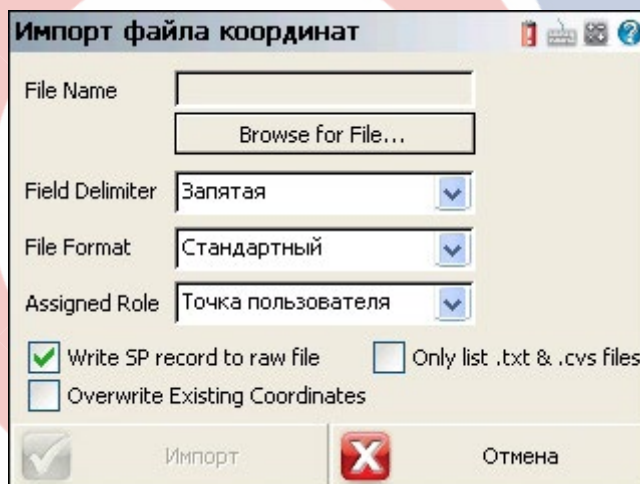 Импорт файла координат
File Name
Browse for File...
Field Delimiter Запятая
File Format Стандартный
Assigned Role Точка пользователя
Write SP record to raw file Only list .txt & .cvs files
Overwrite Existing Coordinates
Импорт Отмена